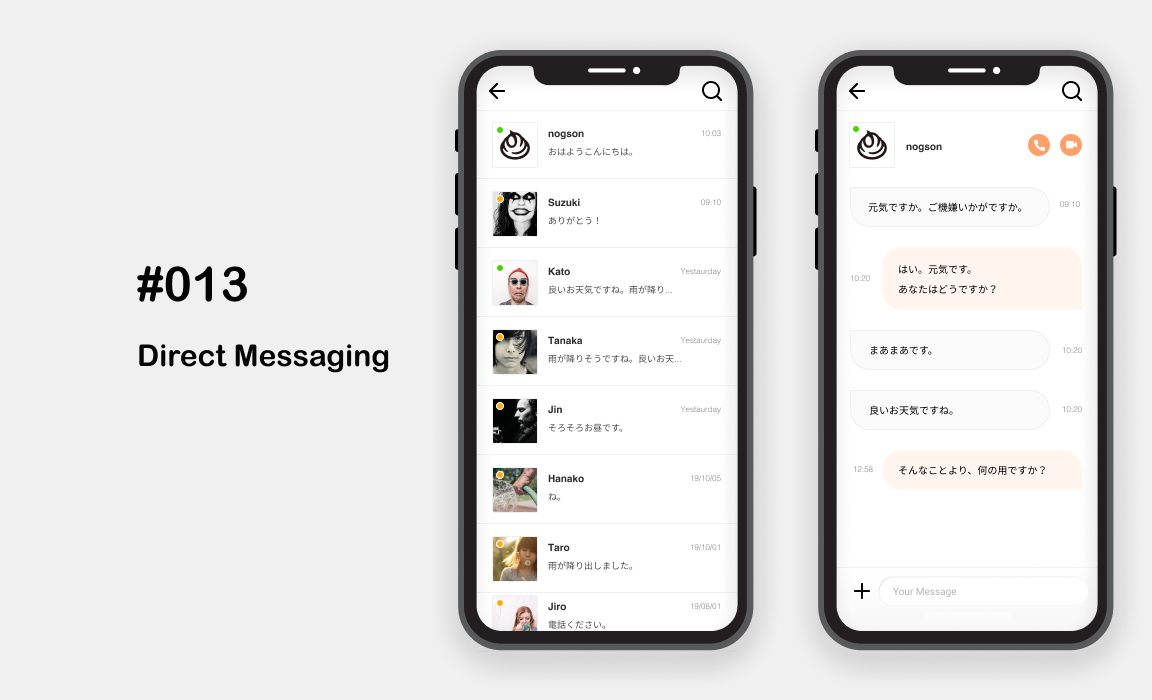 #013
Direct Messaging
nogson
10:03
おはようこんにちは。
Suzuki
09:10
ありがとう！
Kato
Yestaurday
良いお天気ですね。雨が降り...
Tanaka
Yestaurday
雨が降りそうですね。良いお天...
Jin
Yestaurday
そろそろお昼です。
Hanako
19/10/05
ね。
Taro
19/10/01
雨が降り出しました。
Jiro
19/08/01
電話ください。
nogson
元気ですか。ご機嫌いかがですか。
09:10
はい。元気です。
10:20
あなたはどうですか？
まあまあです。
10:20
良いお天気ですね。
10:20
12:58
そんなことより、何の用ですか？
Your Message